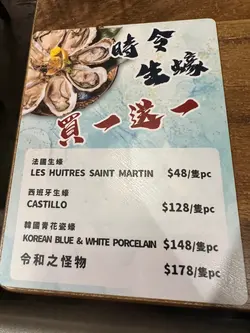 時令
生蠔
買一送一
法國生蠔
LES HUITRES SAINT MARTIN $48/隻pc
西班牙生蠔
CASTILLO $128/隻pc
韓國青花瓷蠔
KOREAN BLUE & WHITE PORCELAIN $148/隻pc
令和之怪物 $178/隻pc